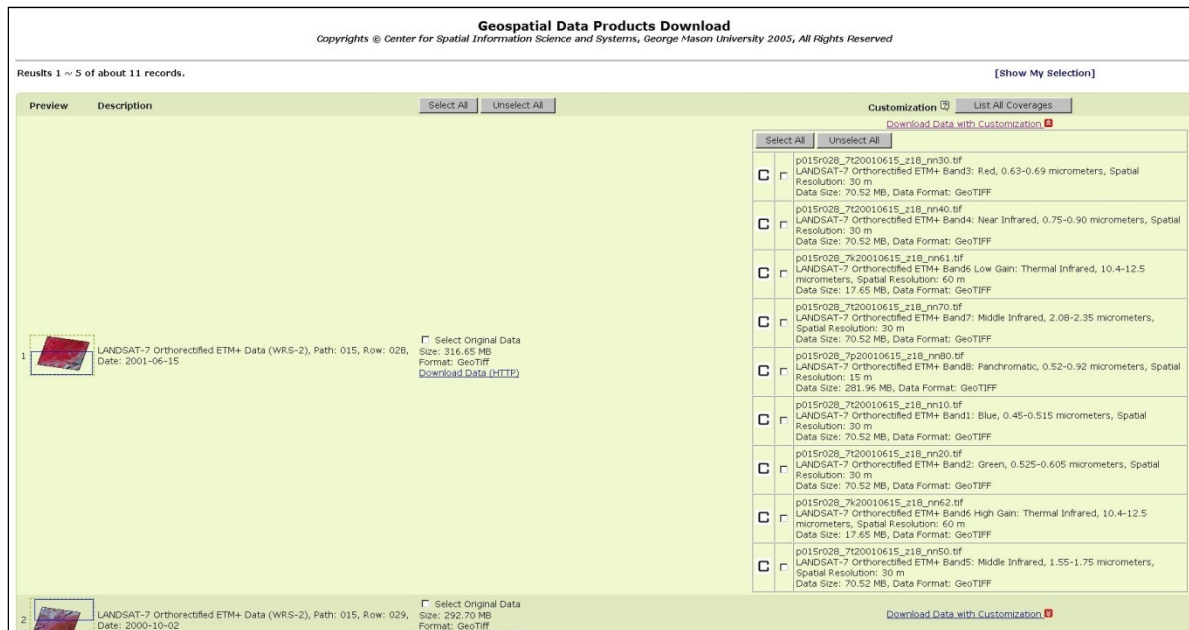 Geospatial Data Products Download
Copyrights © Center for Spatial Information Science and Systems, George Mason University 2005, All Rights Reserved
Reuslts 1 ~ 5 of about 11 records.
[Show My Selection]
Preview Description Select All Unselect All Customization List All Coverages
Download Data with Customization
Select All Unselect All
p015r028_7t20010615_z18_nn30.tif
LANDSAT-7 Orthorectified ETM+ Band3: Red, 0.63-0.69 micrometers, Spatial
Resolution: 30 m
Data Size: 70.52 MB, Data Format: GeoTIFF
p015r028_7t20010615_z18_nn40.tif
LANDSAT-7 Orthorectified ETM+ Band4: Near Infrared, 0.75-0.90 micrometers, Spatial
Resolution: 30 m
Data Size: 70.52 MB, Data Format: GeoTIFF
p015r028_7k20010615_z18_nn61.tif
LANDSAT-7 Orthorectified ETM+ Band6 Low Gain: Thermal Infrared, 10.4-12.5
micrometers, Spatial Resolution: 60 m
Data Size: 17.65 MB, Data Format: GeoTIFF
p015r028_7t20010615_z18_nn70.tif
LANDSAT-7 Orthorectified ETM+ Band7: Middle Infrared, 2.08-2.35 micrometers,
Spatial Resolution: 30 m
Data Size: 70.52 MB, Data Format: GeoTIFF
p015r028_7p20010615_z18_nn80.tif
LANDSAT-7 Orthorectified ETM+ Band8: Panchromatic, 0.52-0.92 micrometers, Spatial
Resolution: 15 m
Data Size: 281.96 MB, Data Format: GeoTIFF
p015r028_7t20010615_z18_nn10.tif
LANDSAT-7 Orthorectified ETM+ Band1: Blue, 0.45-0.515 micrometers, Spatial
Resolution: 30 m
Data Size: 70.52 MB, Data Format: GeoTIFF
p015r028_7t20010615_z18_nn20.tif
LANDSAT-7 Orthorectified ETM+ Band2: Green, 0.525-0.605 micrometers, Spatial
Resolution: 30 m
Data Size: 70.52 MB, Data Format: GeoTIFF
p015r028_7k20010615_z18_nn62.tif
LANDSAT-7 Orthorectified ETM+ Band6 High Gain: Thermal Infrared, 10.4-12.5
micrometers, Spatial Resolution: 60 m
Data Size: 17.65 MB, Data Format: GeoTIFF
p015r028_7t20010615_z18_nn50.tif
LANDSAT-7 Orthorectified ETM+ Band5: Middle Infrared, 1.55-1.75 micrometers,
Spatial Resolution: 30 m
Data Size: 70.52 MB, Data Format: GeoTIFF
1
LANDSAT-7 Orthorectified ETM+ Data (WRS-2), Path: 015, Row: 028,
Date: 2001-06-15
Select Original Data
Size: 316.65 MB
Format: GeoTiff
Download Data (HTTP)
2
LANDSAT-7 Orthorectified ETM+ Data (WRS-2), Path: 015, Row: 029,
Date: 2000-10-02
Select Original Data
Size: 292.70 MB
Format: GeoTiff
Download Data with Customization